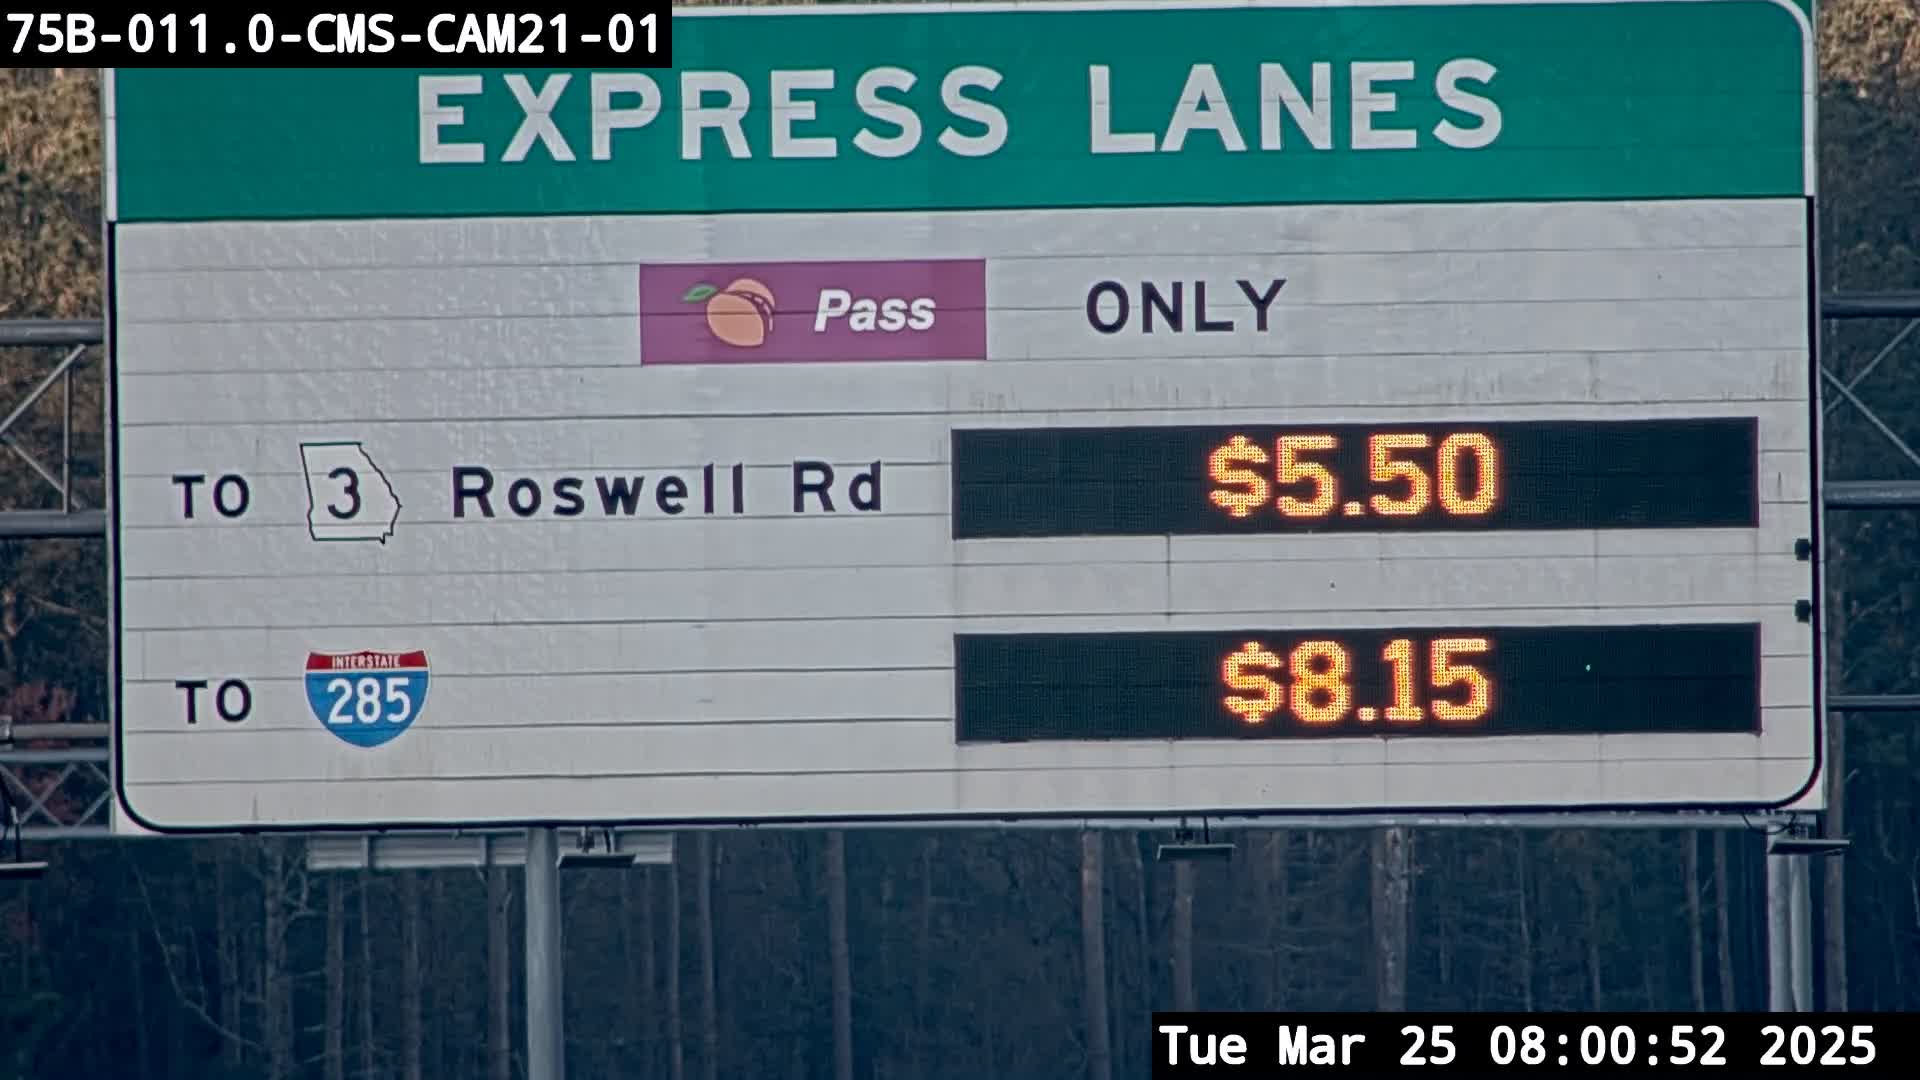 75B-011.0-CMS-CAM21-01
EXPRESS LANES
Pass ONLY
TO 3 Roswell Rd $5.50
TO INTERSTATE 285 $8.15
Tue Mar 25 08:00:52 2025